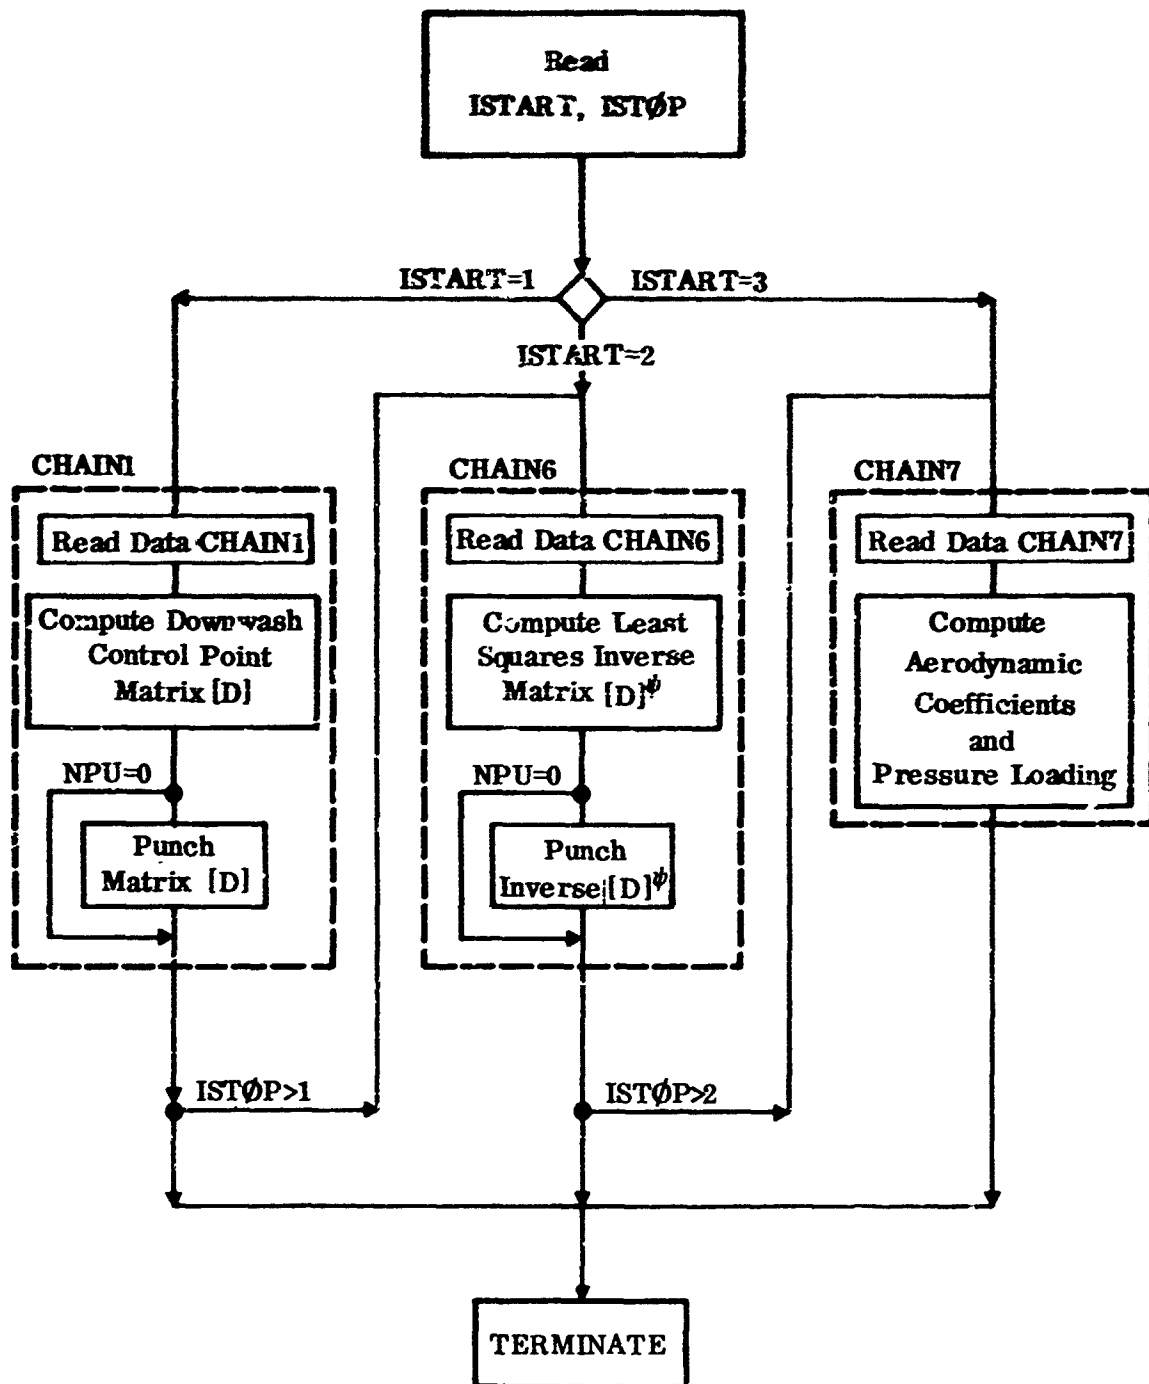 Read
ISTART, ISTØP
ISTART=1
ISTART=3
ISTART=2
CHAIN1
Read Data CHAIN1
Compute Downwash
Control Point
Matrix [D]
NPU=0
Punch
Matrix [D]
ISTØP>1
CHAIN6
Read Data CHAIN6
Compute Least
Squares Inverse
Matrix [D]ψ
NPU=0
Punch
Inverse [D]ψ
ISTØP>2
CHAIN7
Read Data CHAIN7
Compute
Aerodynamic
Coefficients
and
Pressure Loading
TERMINATE